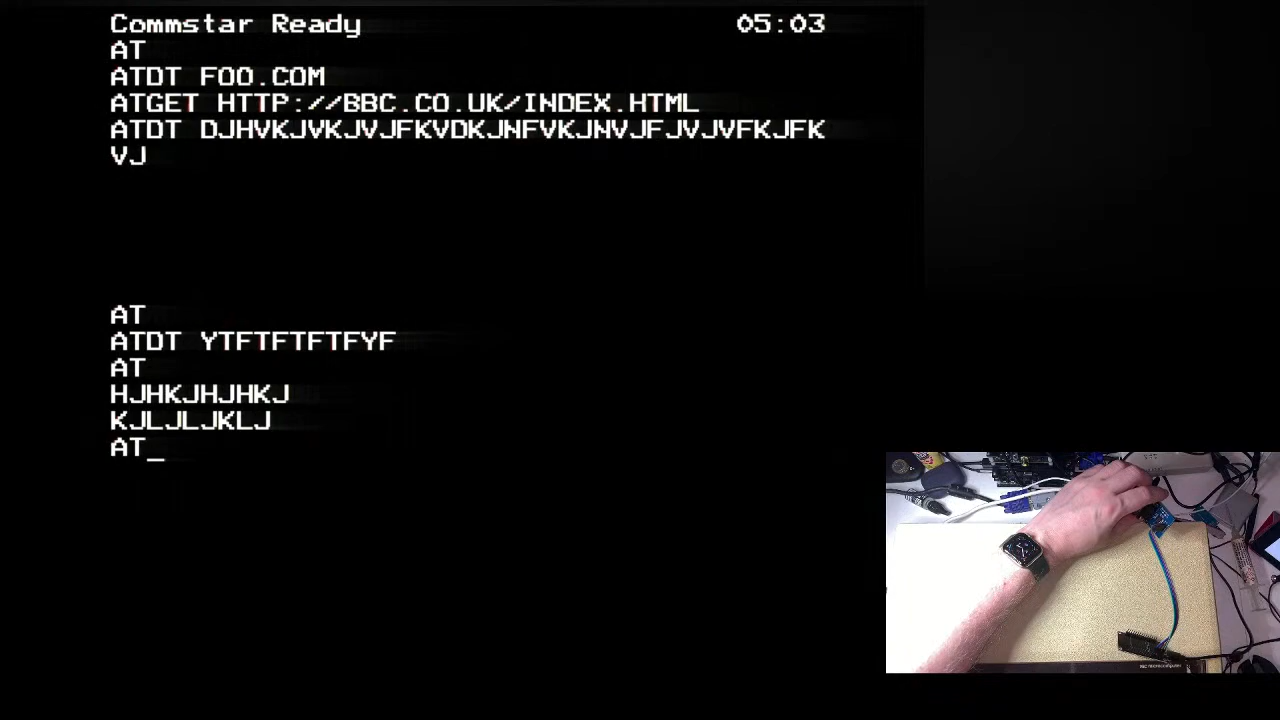 Commstar Ready 05:03
AT
ATDT FOO.COM
ATGET HTTP://BBC.CO.UK/INDEX.HTML
ATDT DJHVKJVKJVJFKVDKJNFVKJNVJFJVJVFKJFK
VJ
AT
ATDT YTFTFTFTFYF
AT
HJHKJHJHKJ
KJLJLJKLJ
AT_